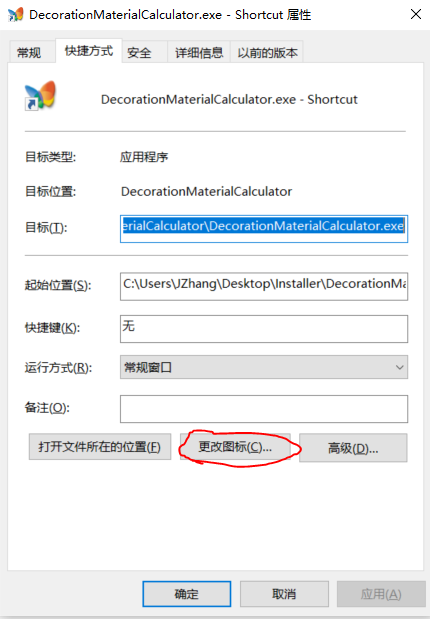 DecorationMaterialCalculator.exe - Shortcut 属性
常规 快捷方式 安全 详细信息 以前的版本
DecorationMaterialCalculator.exe - Shortcut
目标类型: 应用程序
目标位置: DecorationMaterialCalculator
目标(T): erialCalculator\DecorationMaterialCalculator.exe
起始位置(S): C:\Users\JZhang\Desktop\Installer\DecorationMa
快捷键(K): 无
运行方式(R): 常规窗口
备注(O):
打开文件所在的位置(F) 更改图标(C)... 高级(D)...
确定 取消 应用(A)